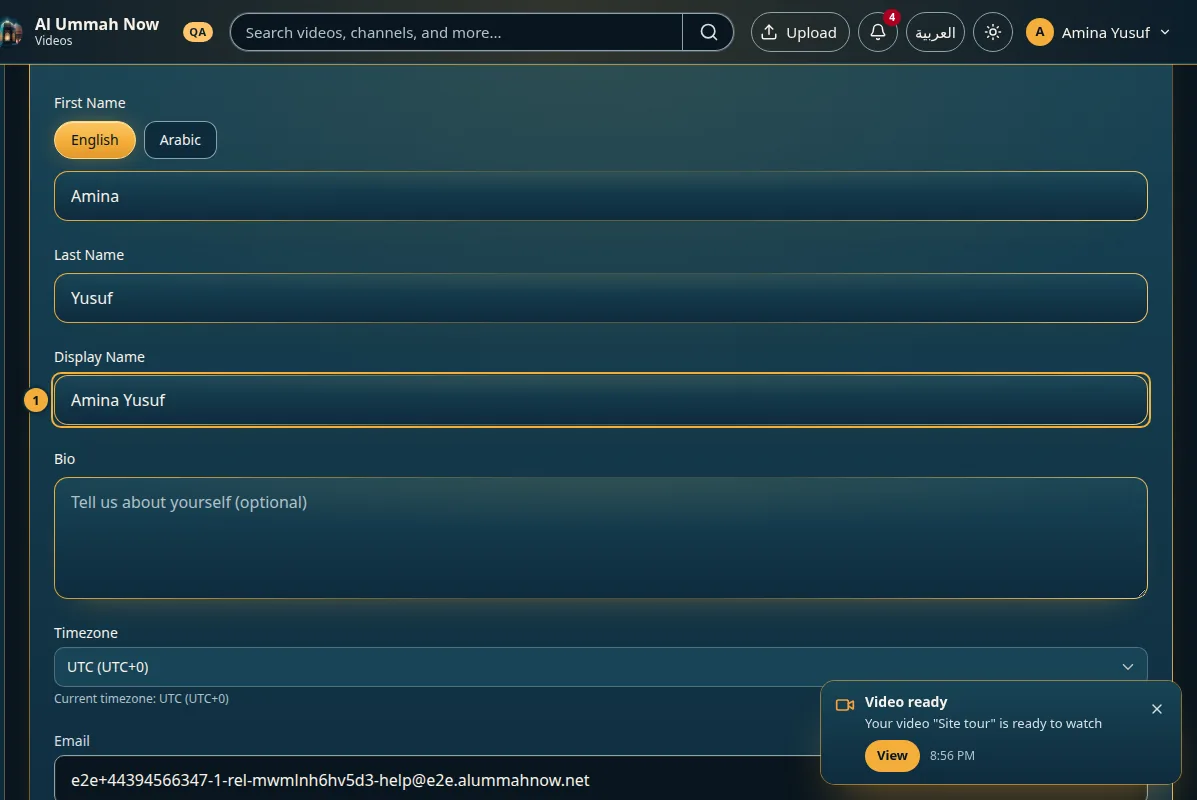 Al Ummah Now
Videos
QA
Search videos, channels, and more...
Upload
4
العربية
A
Amina Yusuf
First Name
English
Arabic
Amina
Last Name
Yusuf
Display Name
1
Amina Yusuf
Bio
Tell us about yourself (optional)
Timezone
UTC (UTC+0)
Current timezone: UTC (UTC+0)
Video ready
Your video "Site tour" is ready to watch
View
8:56 PM
Email
e2e+44394566347-1-rel-mwmlnh6hv5d3-help@e2e.alummahnow.net